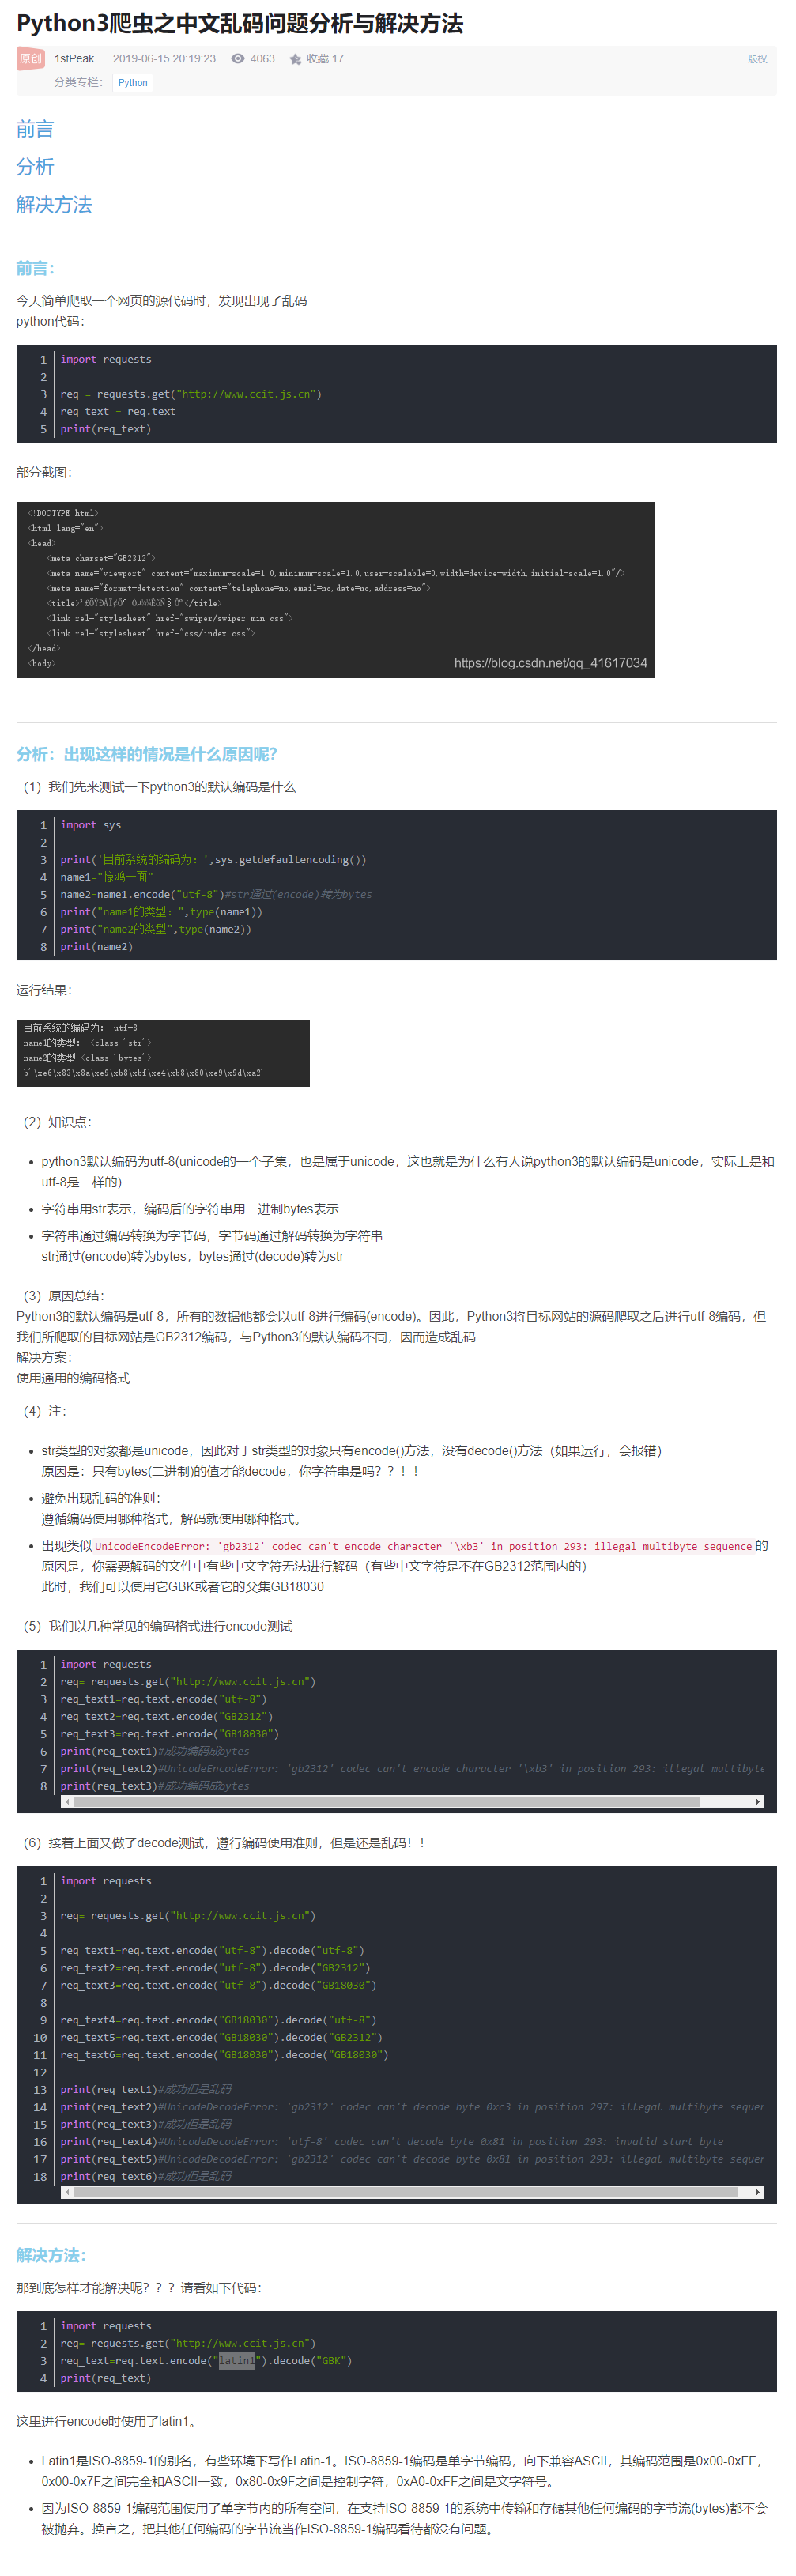 Python3爬虫之中文乱码问题分析与解决方法
原创 1stPeak 2019-06-15 20:19:23 4063 收藏 17 版权
分类专栏： Python
前言
分析
解决方法
前言：
今天简单爬取一个网页的源代码时，发现出现了乱码
python代码：
1 import requests
2
3 req = requests.get("http://www.ccit.js.cn")
4 req_text = req.text
5 print(req_text)
部分截图：
<!DOCTYPE html>
<html lang="en">
<head>
<meta charset="GB2312">
<meta name="viewport" content="maximum-scale=1.0,minimum-scale=1.0,user-scalable=0,width=device-width,initial-scale=1.0"/>
<meta name="format-detection" content="telephone=no,email=no,date=no,address=no">
<title></title>
<link rel="stylesheet" href="swiper/swiper.min.css">
<link rel="stylesheet" href="css/index.css">
</head>
<body>
https://blog.csdn.net/qq_41617034
分析：出现这样的情况是什么原因呢？
（1）我们先来测试一下python3的默认编码是什么
1 import sys
2
3 print('目前系统的编码为：',sys.getdefaultencoding())
4 name1="惊鸿一面"
5 name2=name1.encode("utf-8")#str通过(encode)转为bytes
6 print("name1的类型：",type(name1))
7 print("name2的类型",type(name2))
8 print(name2)
运行结果：
目前系统的编码为： utf-8
name1的类型： <class 'str'>
name2的类型 <class 'bytes'>
b'\xe6\x83\x8a\xe9\xb8\xbf\xe4\xb8\x80\xe9\x9d\xa2'
（2）知识点：
• python3默认编码为utf-8(unicode的一个子集，也是属于unicode，这也就是为什么有人说python3的默认编码是unicode，实际上是和
utf-8是一样的)
• 字符串用str表示，编码后的字符串用二进制bytes表示
• 字符串通过编码转换为字节码，字节码通过解码转换为字符串
str通过(encode)转为bytes，bytes通过(decode)转为str
（3）原因总结：
Python3的默认编码是utf-8，所有的数据他都会以utf-8进行编码(encode)。因此，Python3将目标网站的源码爬取之后进行utf-8编码，但
我们所爬取的目标网站是GB2312编码，与Python3的默认编码不同，因而造成乱码
解决方案：
使用通用的编码格式
（4）注：
• str类型的对象都是unicode，因此对于str类型的对象只有encode()方法，没有decode()方法（如果运行，会报错）
原因是：只有bytes(二进制)的值才能decode，你字符串是吗？？！！
• 避免出现乱码的准则：
遵循编码使用哪种格式，解码就使用哪种格式。
• 出现类似 UnicodeEncodeError: 'gb2312' codec can't encode character '\xb3' in position 293: illegal multibyte sequence 的
原因是，你需要解码的文件中有些中文字符无法进行解码（有些中文字符是不在GB2312范围内的）
此时，我们可以使用它GBK或者它的父集GB18030
（5）我们以几种常见的编码格式进行encode测试
1 import requests
2 req= requests.get("http://www.ccit.js.cn")
3 req_text1=req.text.encode("utf-8")
4 req_text2=req.text.encode("GB2312")
5 req_text3=req.text.encode("GB18030")
6 print(req_text1)#成功编码成bytes
7 print(req_text2)#UnicodeEncodeError: 'gb2312' codec can't encode character '\xb3' in position 293: illegal multibyte
8 print(req_text3)#成功编码成bytes
（6）接着上面又做了decode测试，遵行编码使用准则，但是还是乱码！！
1 import requests
2
3 req= requests.get("http://www.ccit.js.cn")
4
5 req_text1=req.text.encode("utf-8").decode("utf-8")
6 req_text2=req.text.encode("utf-8").decode("GB2312")
7 req_text3=req.text.encode("utf-8").decode("GB18030")
8
9 req_text4=req.text.encode("GB18030").decode("utf-8")
10 req_text5=req.text.encode("GB18030").decode("GB2312")
11 req_text6=req.text.encode("GB18030").decode("GB18030")
12
13 print(req_text1)#成功但是乱码
14 print(req_text2)#UnicodeDecodeError: 'gb2312' codec can't decode byte 0xc3 in position 297: illegal multibyte sequen
15 print(req_text3)#成功但是乱码
16 print(req_text4)#UnicodeDecodeError: 'utf-8' codec can't decode byte 0x81 in position 293: invalid start byte
17 print(req_text5)#UnicodeDecodeError: 'gb2312' codec can't decode byte 0x81 in position 293: illegal multibyte sequen
18 print(req_text6)#成功但是乱码
解决方法：
那到底怎样才能解决呢？？？请看如下代码：
1 import requests
2 req= requests.get("http://www.ccit.js.cn")
3 req_text=req.text.encode("latin1").decode("GBK")
4 print(req_text)
这里进行encode时使用了latin1。
• Latin1是ISO-8859-1的别名，有些环境下写作Latin-1。ISO-8859-1编码是单字节编码，向下兼容ASCII，其编码范围是0x00-0xFF，
0x00-0x7F之间完全和ASCII一致，0x80-0x9F之间是控制字符，0xA0-0xFF之间是文字符号。
• 因为ISO-8859-1编码范围使用了单字节内的所有空间，在支持ISO-8859-1的系统中传输和存储其他任何编码的字节流(bytes)都不会
被抛弃。换言之，把其他任何编码的字节流当作ISO-8859-1编码看待都没有问题。